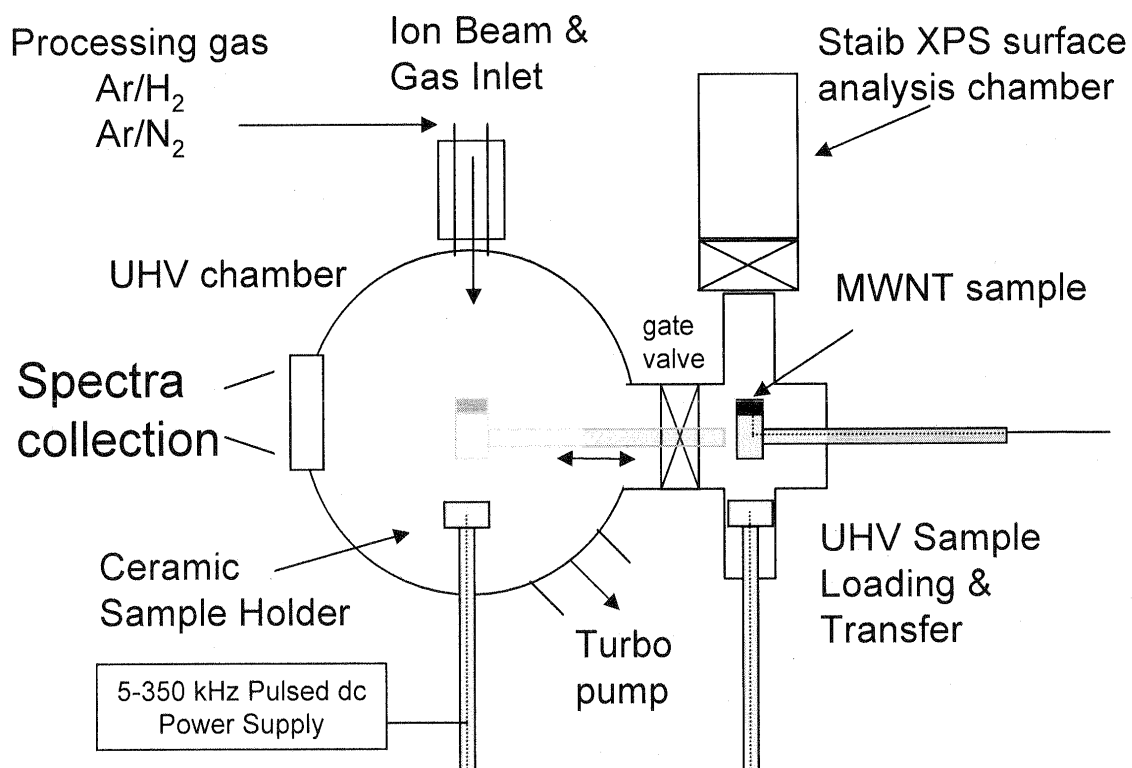 Processing gas
Ar/H2
Ar/N2
Ion Beam &
Gas Inlet
Staib XPS surface
analysis chamber
UHV chamber
MWNT sample
gate
valve
Spectra
collection
Ceramic
Sample Holder
UHV Sample
Loading &
Transfer
Turbo
pump
5-350 kHz Pulsed dc
Power Supply